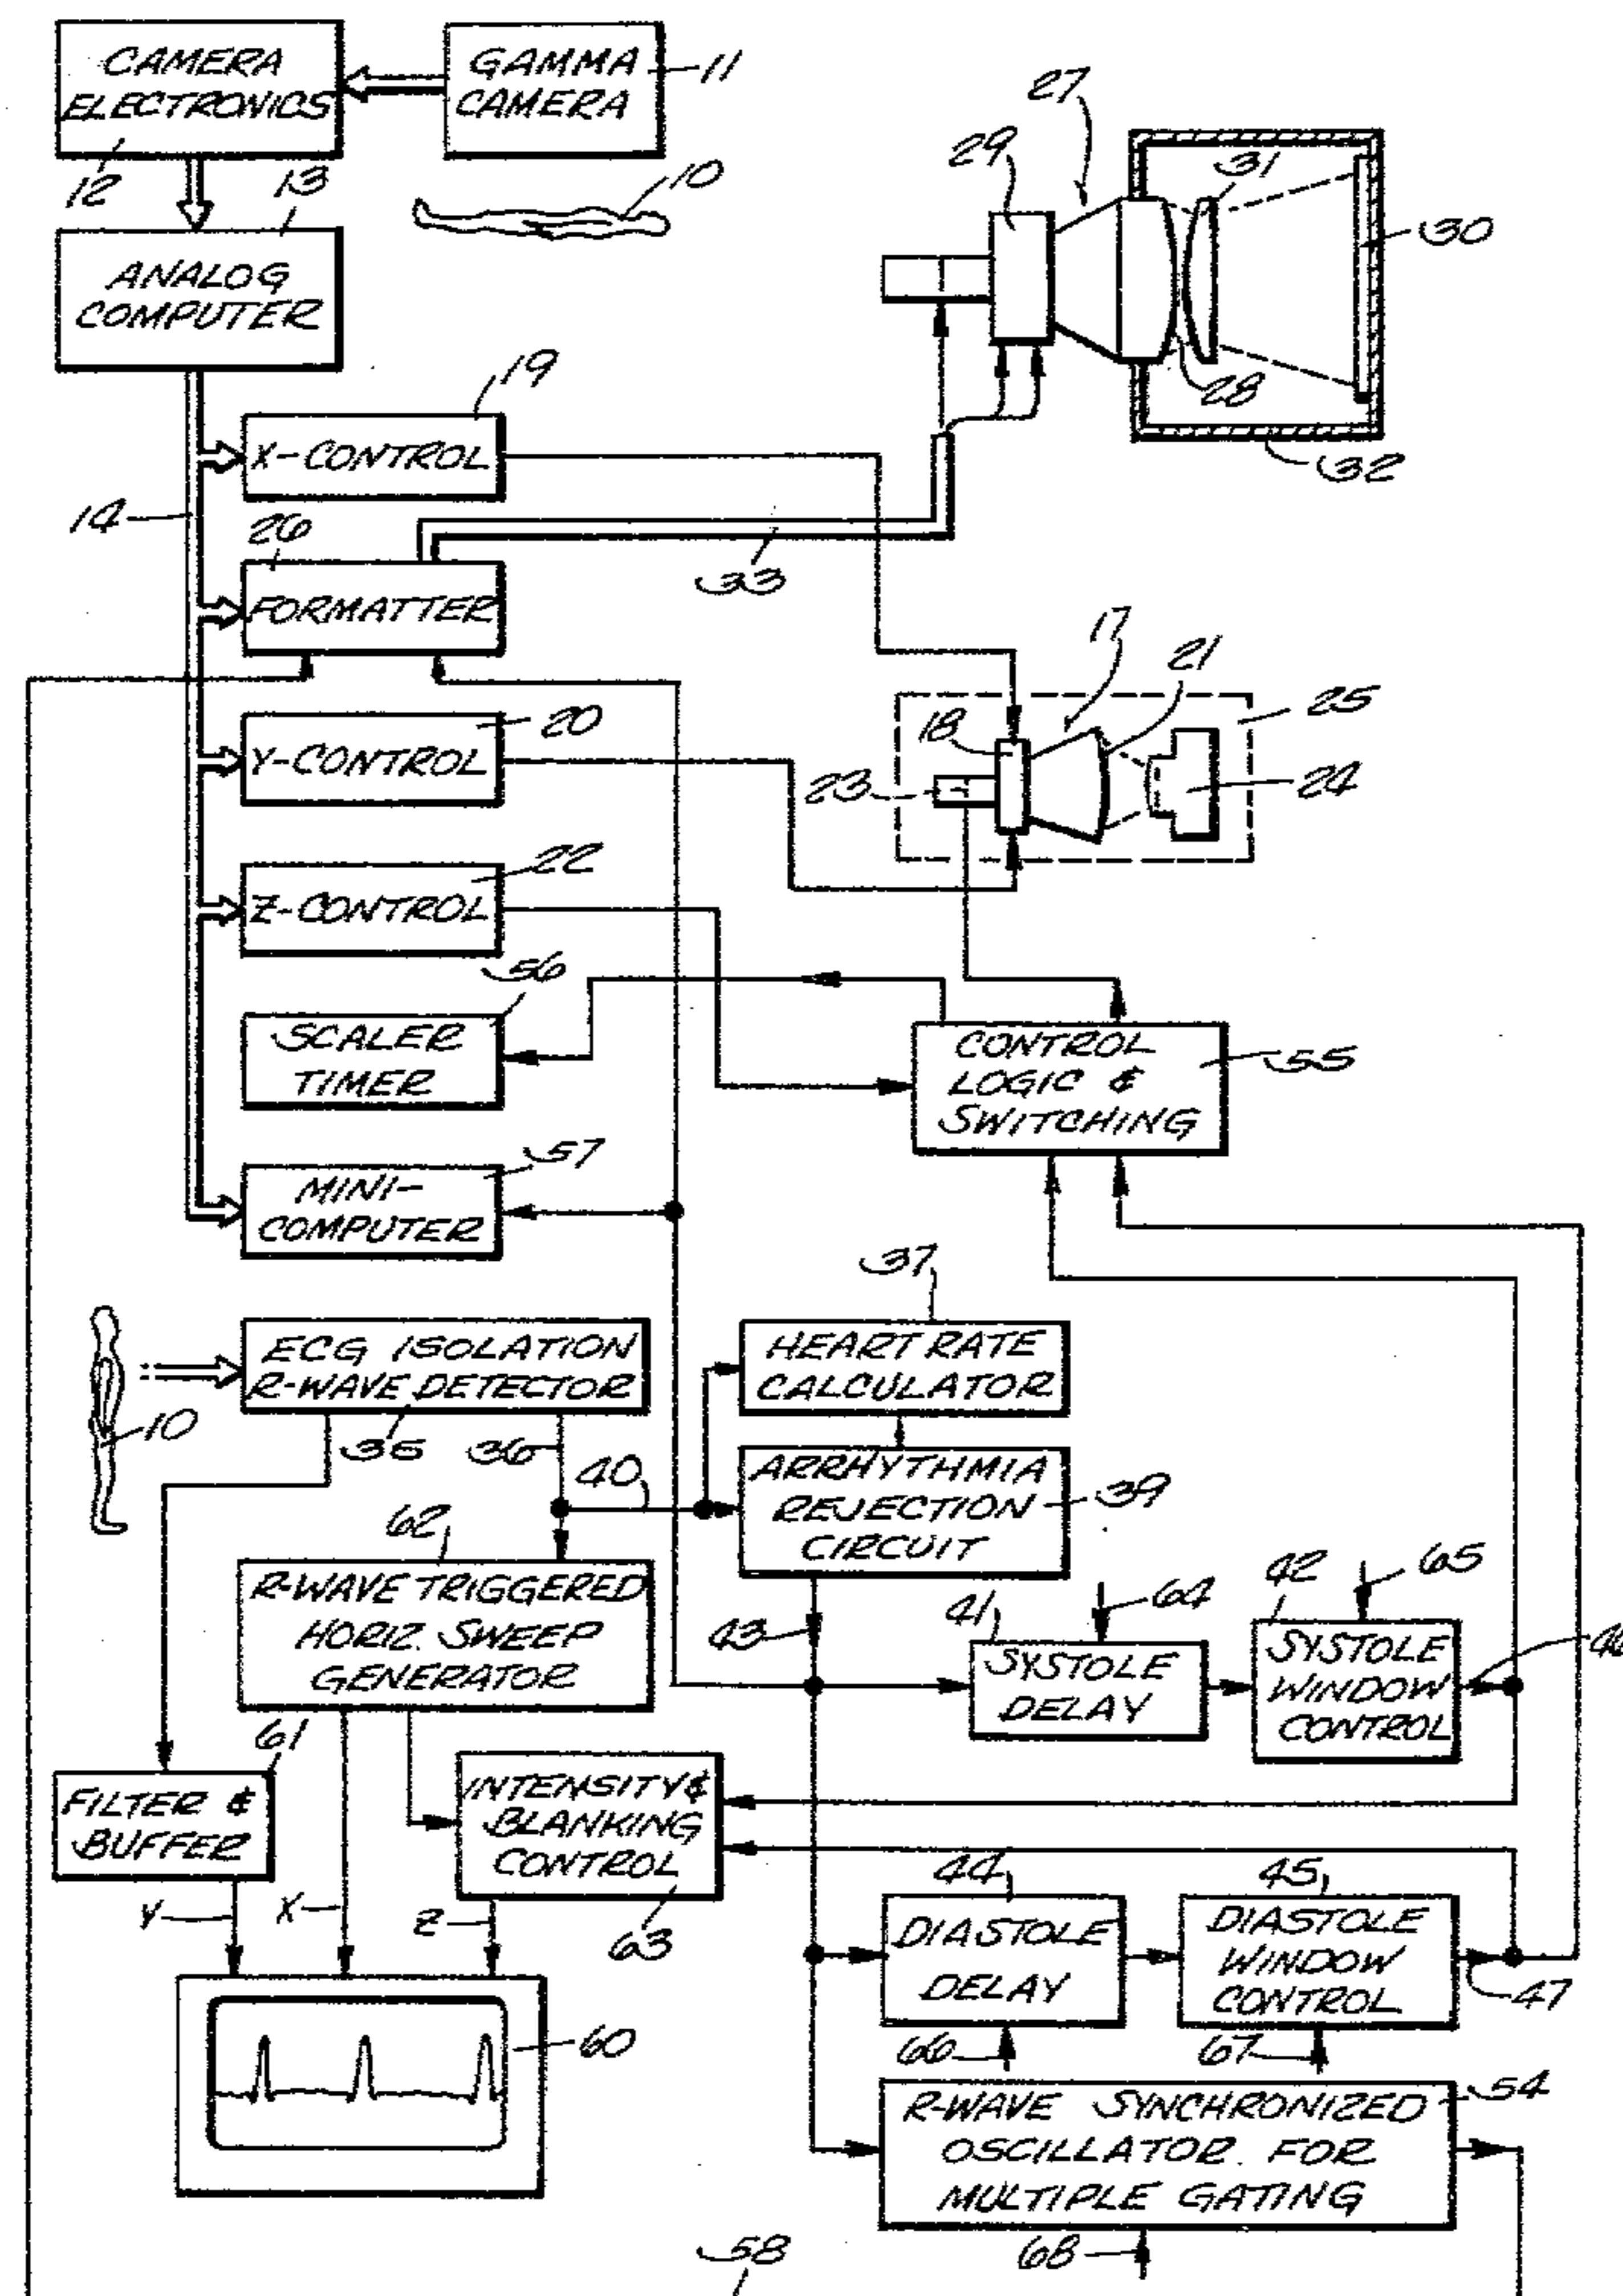 CAMERA
ELECTRONICS
GAMMA
CAMERA
11
12
13
10
ANALOG
COMPUTER
27
29
31
30
28
32
19
X-CONTROL
14
26
FORMATTER
33
20
Y-CONTROL
17
21
25
18
23
24
22
Z-CONTROL
56
SCALER
TIMER
CONTROL
LOGIC &
SWITCHING
55
57
MINI-
COMPUTER
37
HEART RATE
CALCULATOR
ECG ISOLATION
R-WAVE DETECTOR
10
35
36
40
ARRHYTHMIA
REJECTION
CIRCUIT
39
62
R-WAVE TRIGGERED
HORIZ. SWEEP
GENERATOR
43
41
64
SYSTOLE
DELAY
42
65
SYSTOLE
WINDOW
CONTROL
46
61
FILTER &
BUFFER
INTENSITY &
BLANKING
CONTROL
63
Y
X
Z
60
44
DIASTOLE
DELAY
45
DIASTOLE
WINDOW
CONTROL
47
66
67
R-WAVE SYNCHRONIZED
OSCILLATOR FOR
MULTIPLE GATING
54
68
58